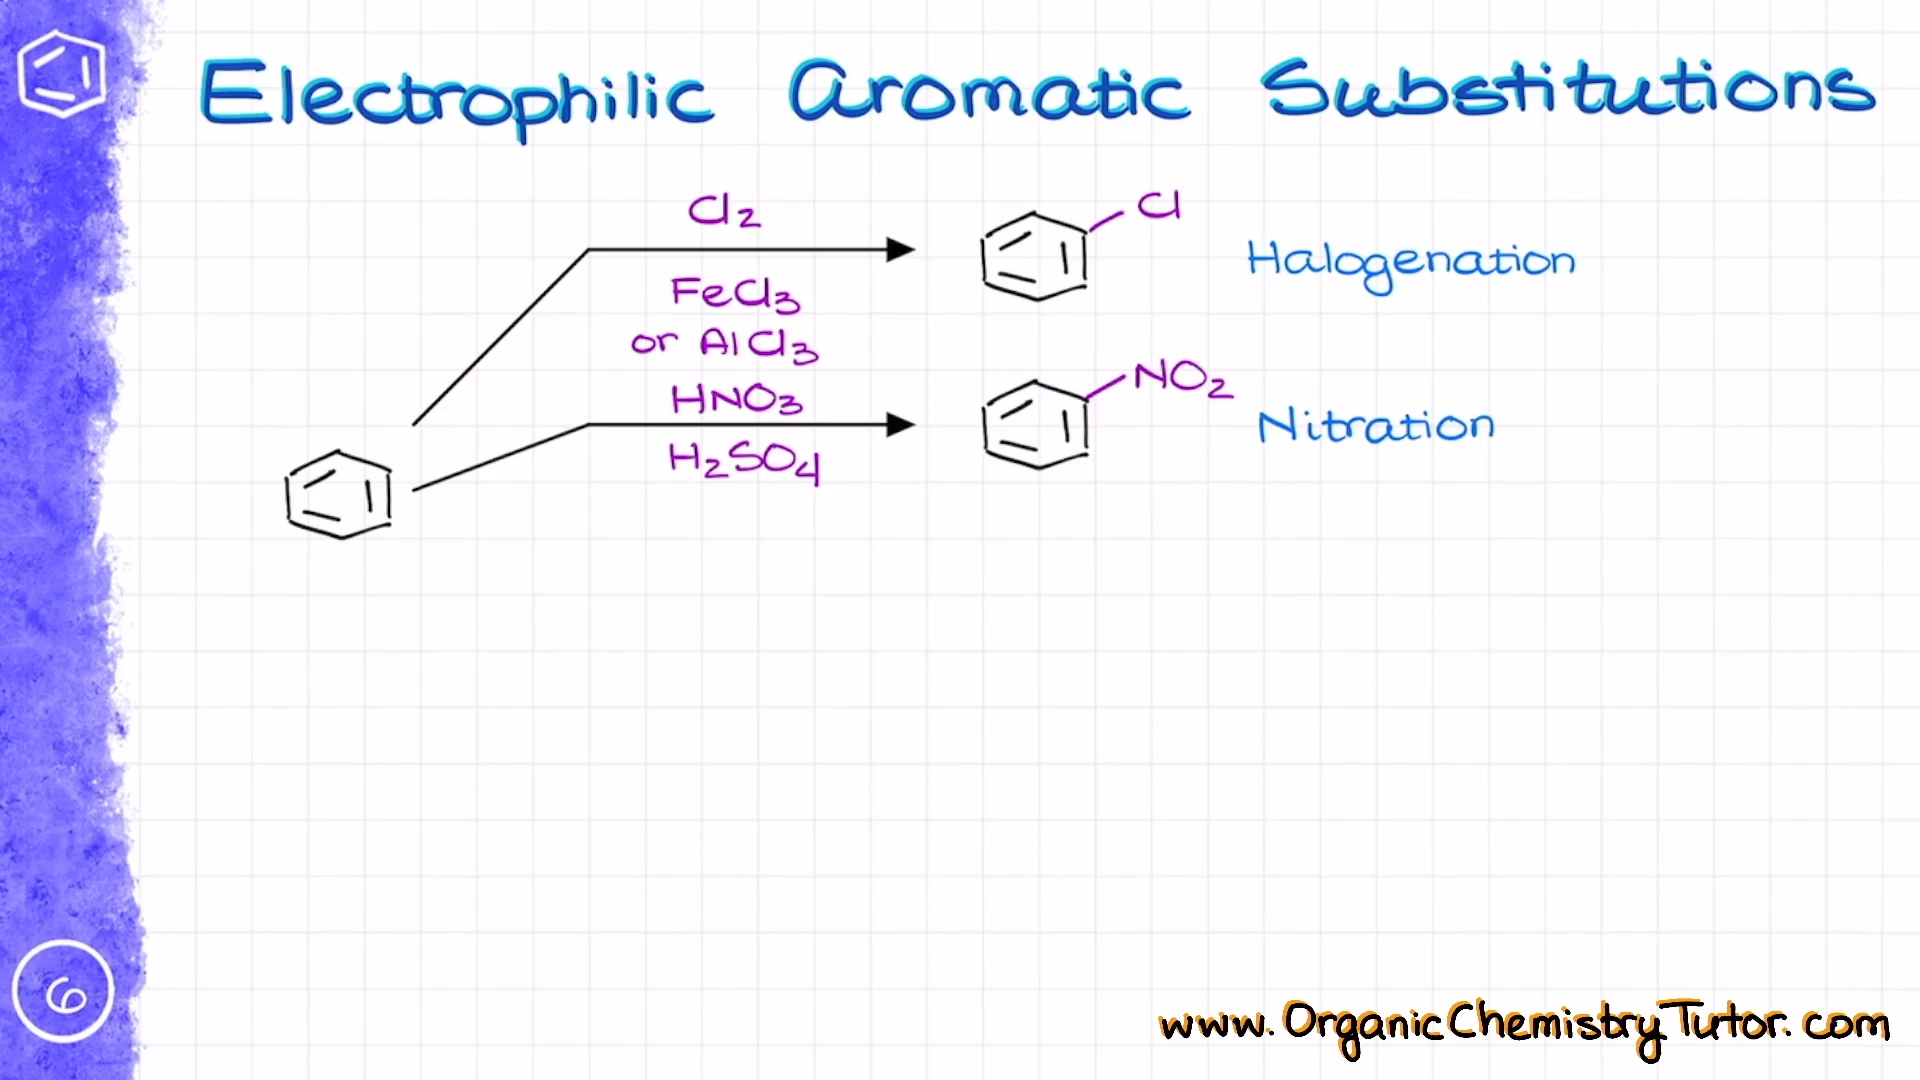 Electrophilic Aromatic Substitutions
Cl2
Cl
FeCl3
Halogenation
or AlCl3
HNO3
NO2
Nitration
H2SO4
6
www.OrganicChemistryTutor.com